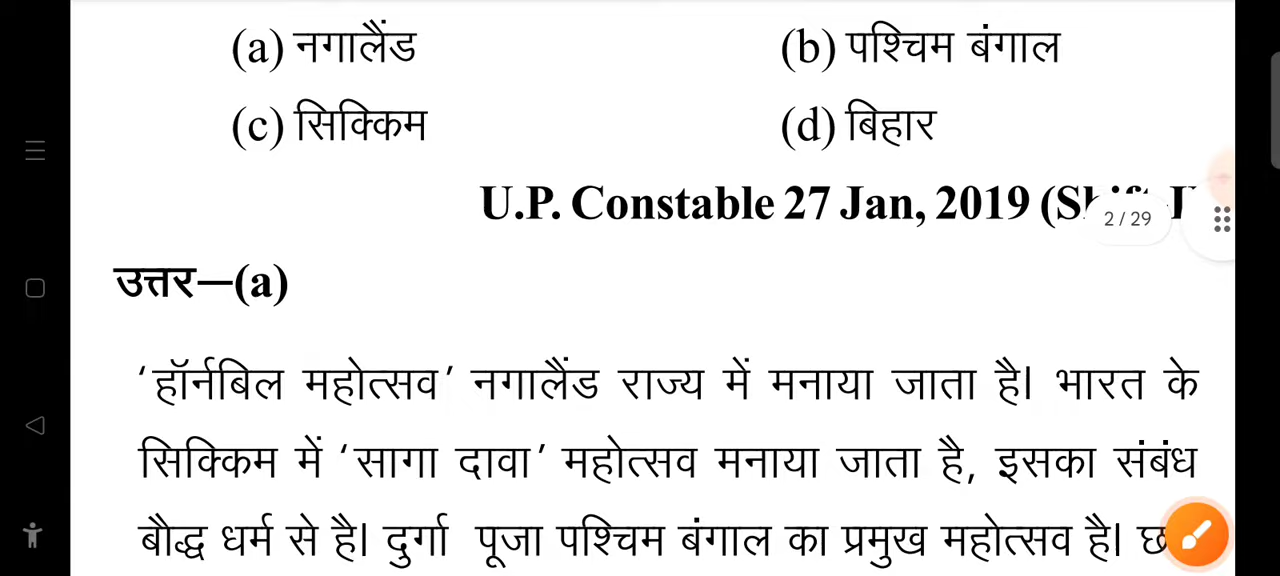 (a) नगालैंड (b) पश्चिम बंगाल
(c) सिक्किम (d) बिहार
U.P. Constable 27 Jan, 2019
2 / 29
उत्तर—(a)
'हॉर्नबिल महोत्सव' नगालैंड राज्य में मनाया जाता है। भारत के
सिक्किम में 'सागा दावा' महोत्सव मनाया जाता है, इसका संबंध
बौद्ध धर्म से है। दुर्गा पूजा पश्चिम बंगाल का प्रमुख महोत्सव है।